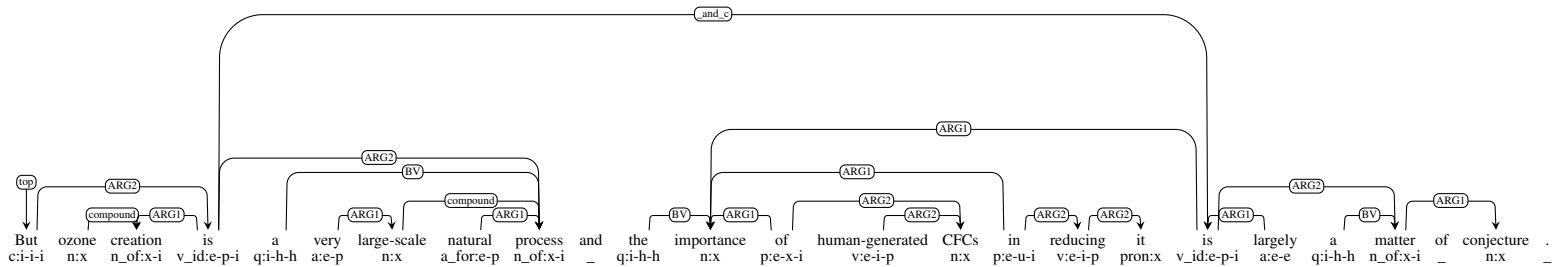 _and_c
ARG1
ARG2
BV ARG1
top ARG2 compound ARG2 ARG2
compound ARG1 ARG1 ARG1 BV ARG1 ARG2 ARG2 ARG2 ARG1 BV ARG1
But ozone creation is a very large-scale natural process and the importance of human-generated CFCs in reducing it is largely a matter of conjecture .
c:i-i-i n:x n_of:x-i v_id:e-p-i q:i-h-h a:e-p n:x a_for:e-p n_of:x-i _ q:i-h-h n:x p:e-x-i v:e-i-p n:x p:e-u-i v:e-i-p pron:x v_id:e-p-i a:e-e q:i-h-h n_of:x-i _ n:x _